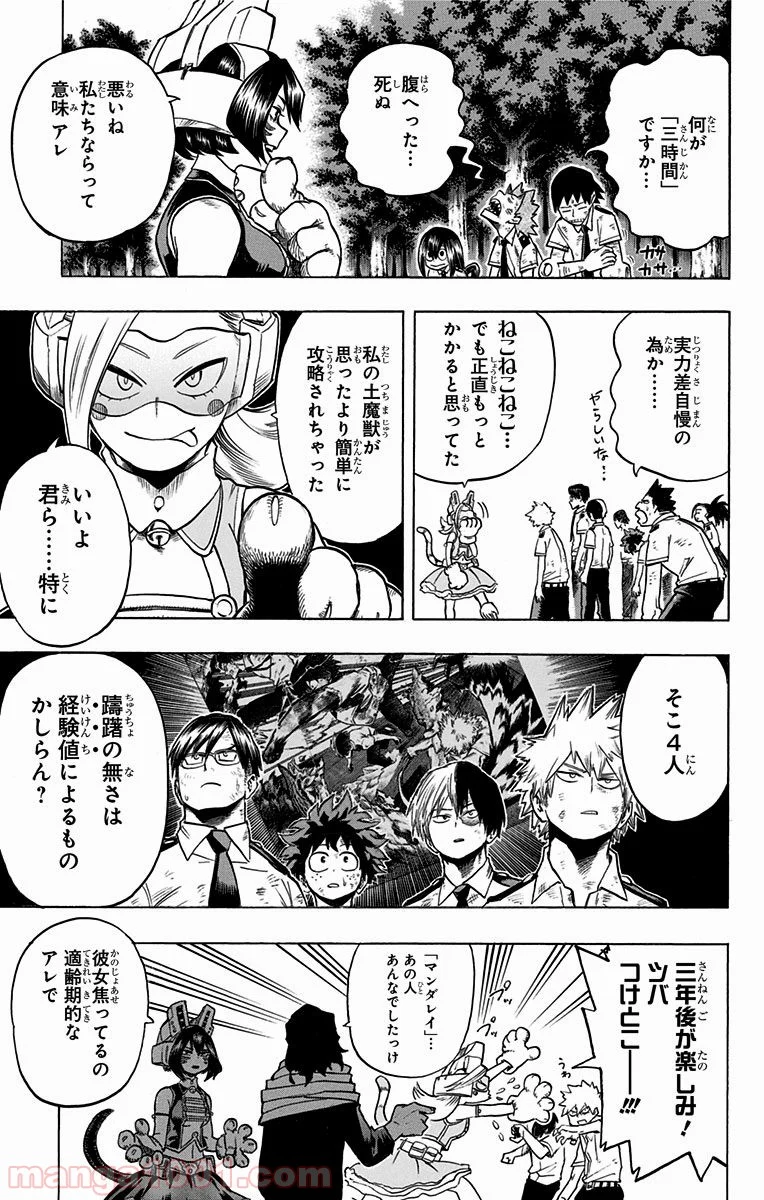 何が
「三時間」
ですか…
腹へった…
死ぬ
悪いね
私たちならって
意味 アレ
ガサ
ガサ…
実力差自慢の
為か……
やらしいな!
ねこねこねこ…
でも正直もっと
かかると思ってた
私の土魔獣が
思ったより簡単に
攻略されちゃった
いいよ
君ら……特に
そこ4人
躊躇の無さは
経験値によるもの
かしらん?
三年後が楽しみ!
ツバ
つけとこーー!!!
「マンダレイ」…
あの人
あんなでしたっけ
彼女焦ってるの
適齢期的な
アレで